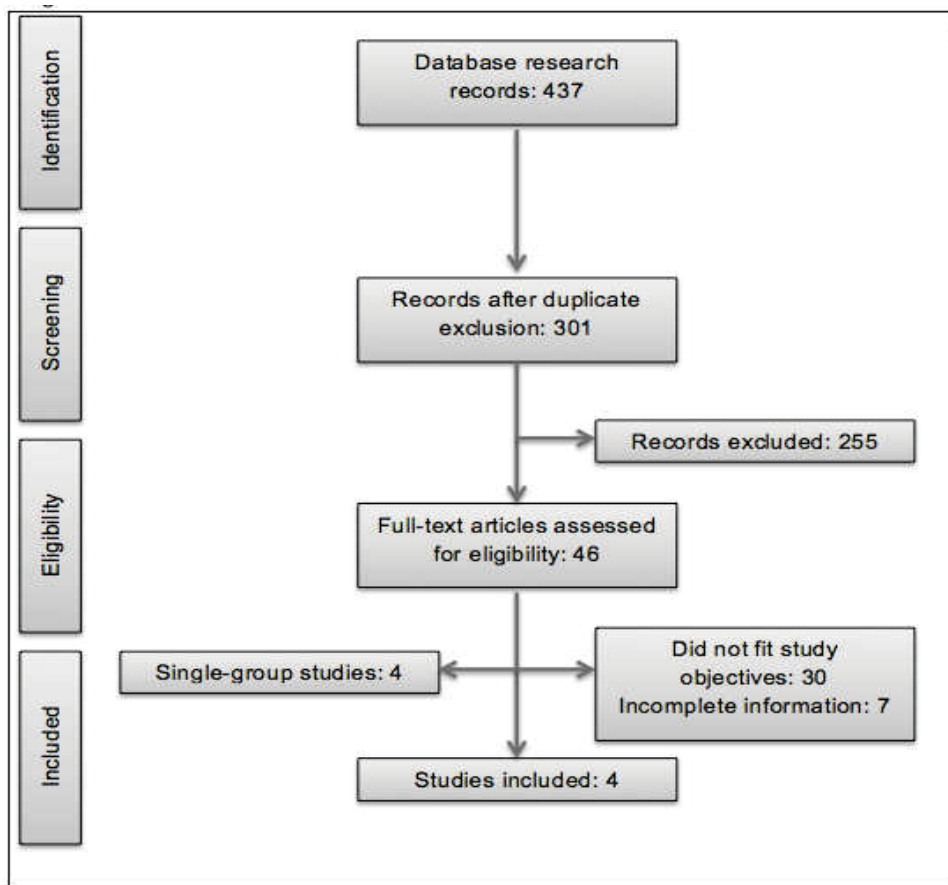 Identification
Database research
records: 437
Screening
Records after duplicate
exclusion: 301
Records excluded: 255
Eligibility
Full-text articles assessed
for eligibility: 46
Single-group studies: 4
Did not fit study
objectives: 30
Incomplete information: 7
Included
Studies included: 4